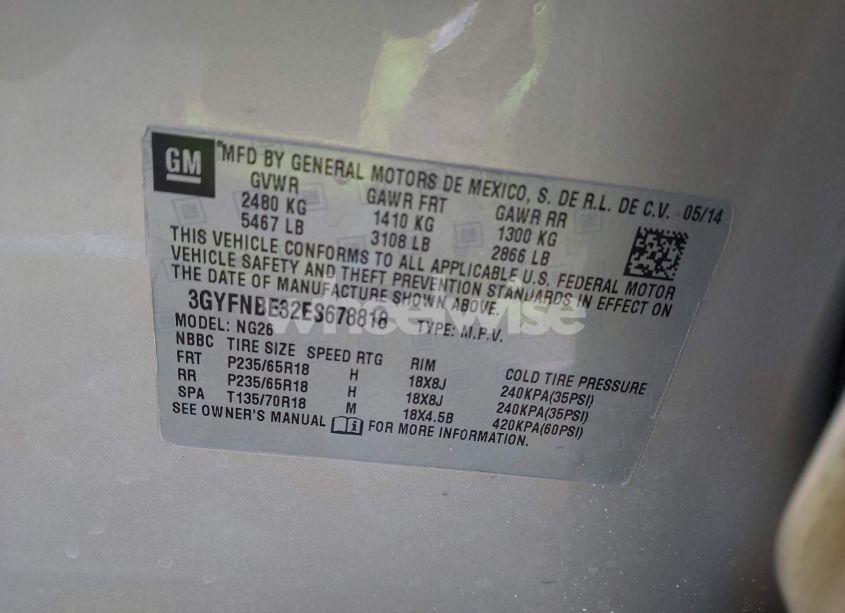 GM
MFD BY GENERAL MOTORS DE MEXICO, S. DE R.L. DE C.V. 05/14
GVWR GAWR FRT GAWR RR
2480 KG 1410 KG 1300 KG
5467 LB 3108 LB 2866 LB
THIS VEHICLE CONFORMS TO ALL APPLICABLE U.S. FEDERAL MOTOR
VEHICLE SAFETY AND THEFT PREVENTION STANDARDS IN EFFECT ON
THE DATE OF MANUFACTURE SHOWN ABOVE.
3GYFNBE32ES678818 TYPE: M.P.V.
wheelwise
MODEL: NG26
NBBC TIRE SIZE SPEED RTG RIM COLD TIRE PRESSURE
FRT P235/65R18 H 18X8J 240KPA(35PSI)
RR P235/65R18 H 18X8J 240KPA(35PSI)
SPA T135/70R18 M 18X4.5B 420KPA(60PSI)
SEE OWNER'S MANUAL FOR MORE INFORMATION.